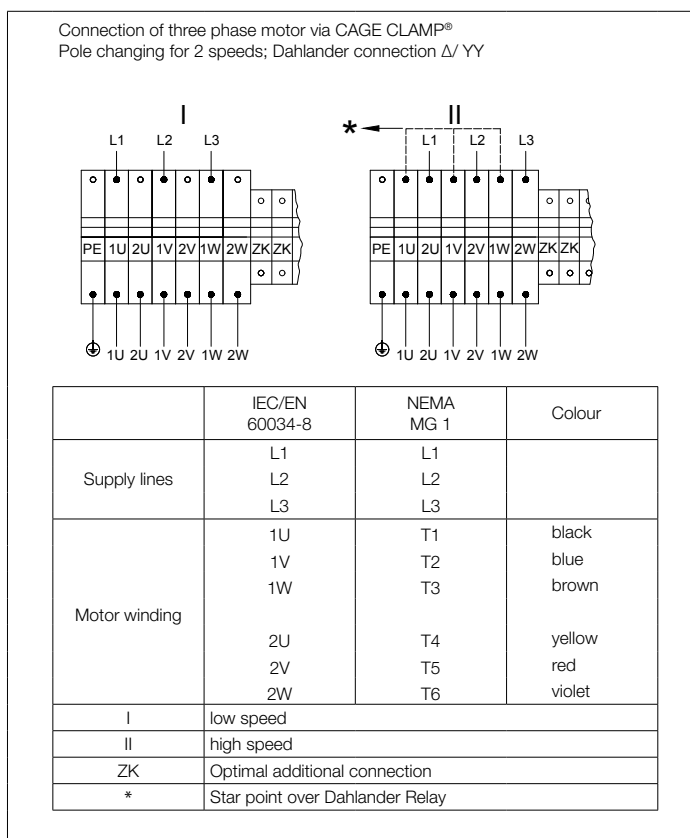 Connection of three phase motor via CAGE CLAMP®
Pole changing for 2 speeds; Dahlander connection Δ/ YY
I
L1 L2 L3
PE 1U 2U 1V 2V 1W 2W ZK ZK
1U 2U 1V 2V 1W 2W
* II
L1 L2 L3
PE 1U 2U 1V 2V 1W 2W ZK ZK
1U 2U 1V 2V 1W 2W
IEC/EN 60034-8 NEMA MG 1 Colour
Supply lines
L1 L1
L2 L2
L3 L3
Motor winding
1U T1 black
1V T2 blue
1W T3 brown
2U T4 yellow
2V T5 red
2W T6 violet
I low speed
II high speed
ZK Optimal additional connection
* Star point over Dahlander Relay